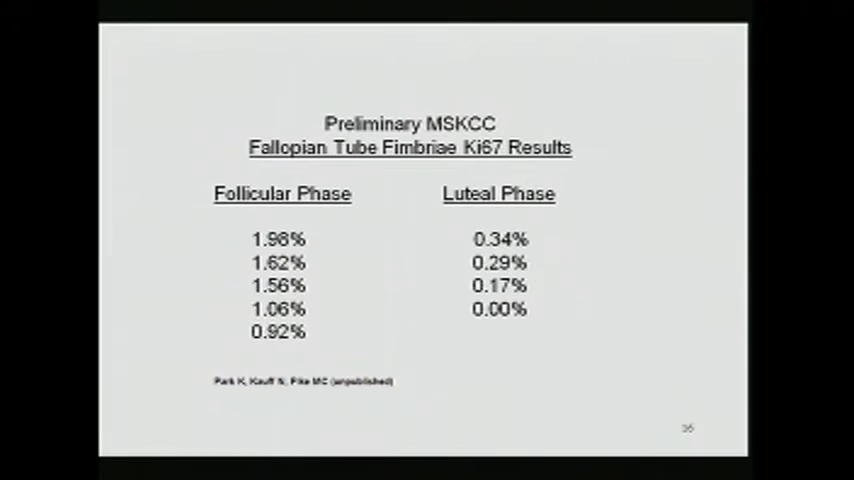 Preliminary MSKCC
Fallopian Tube Fimbriae Ki67 Results
Follicular Phase Luteal Phase
1.98% 0.34%
1.62% 0.29%
1.56% 0.17%
1.06% 0.00%
0.92%
Park K, Kauff N, Pike MC (unpublished)